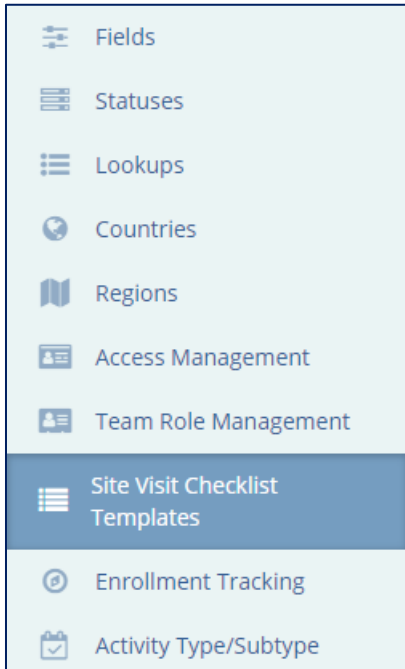 Fields
Statuses
Lookups
Countries
Regions
Access Management
Team Role Management
Site Visit Checklist
Templates
Enrollment Tracking
Activity Type/Subtype